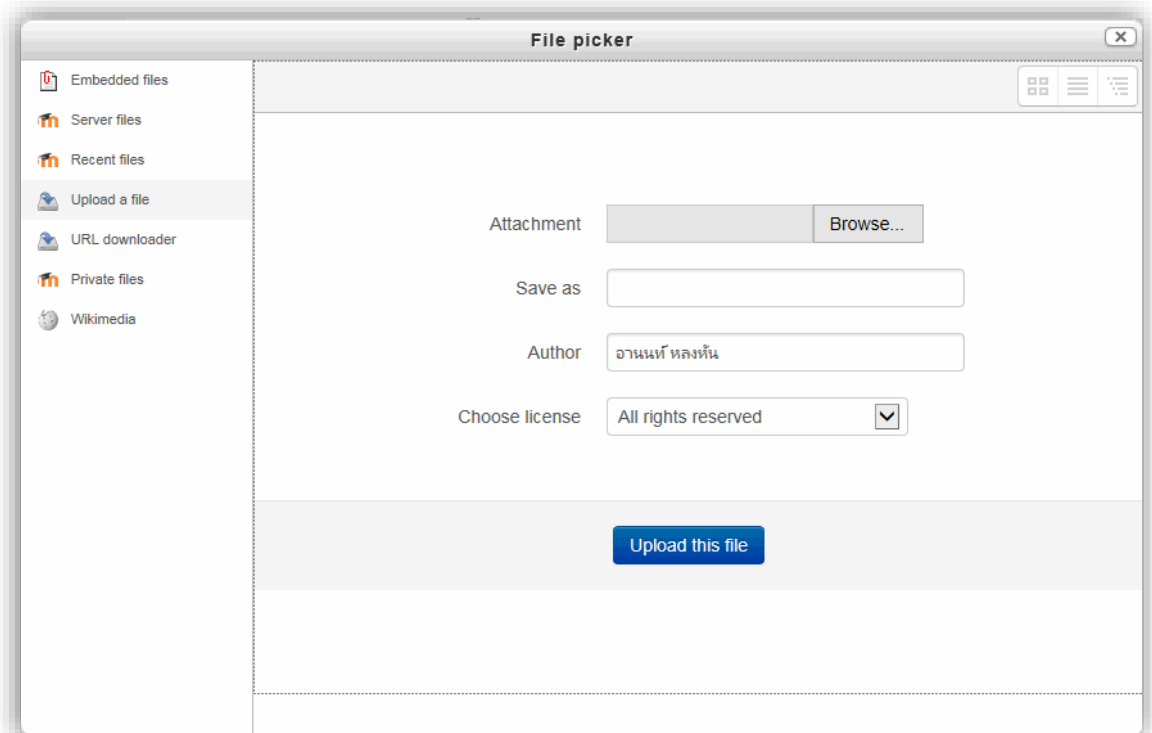 File picker
Embedded files
Server files
Recent files
Upload a file
URL downloader
Private files
Wikimedia
Attachment
Browse...
Save as
Author
อานนท์ หลงหัน
Choose license
All rights reserved
Upload this file